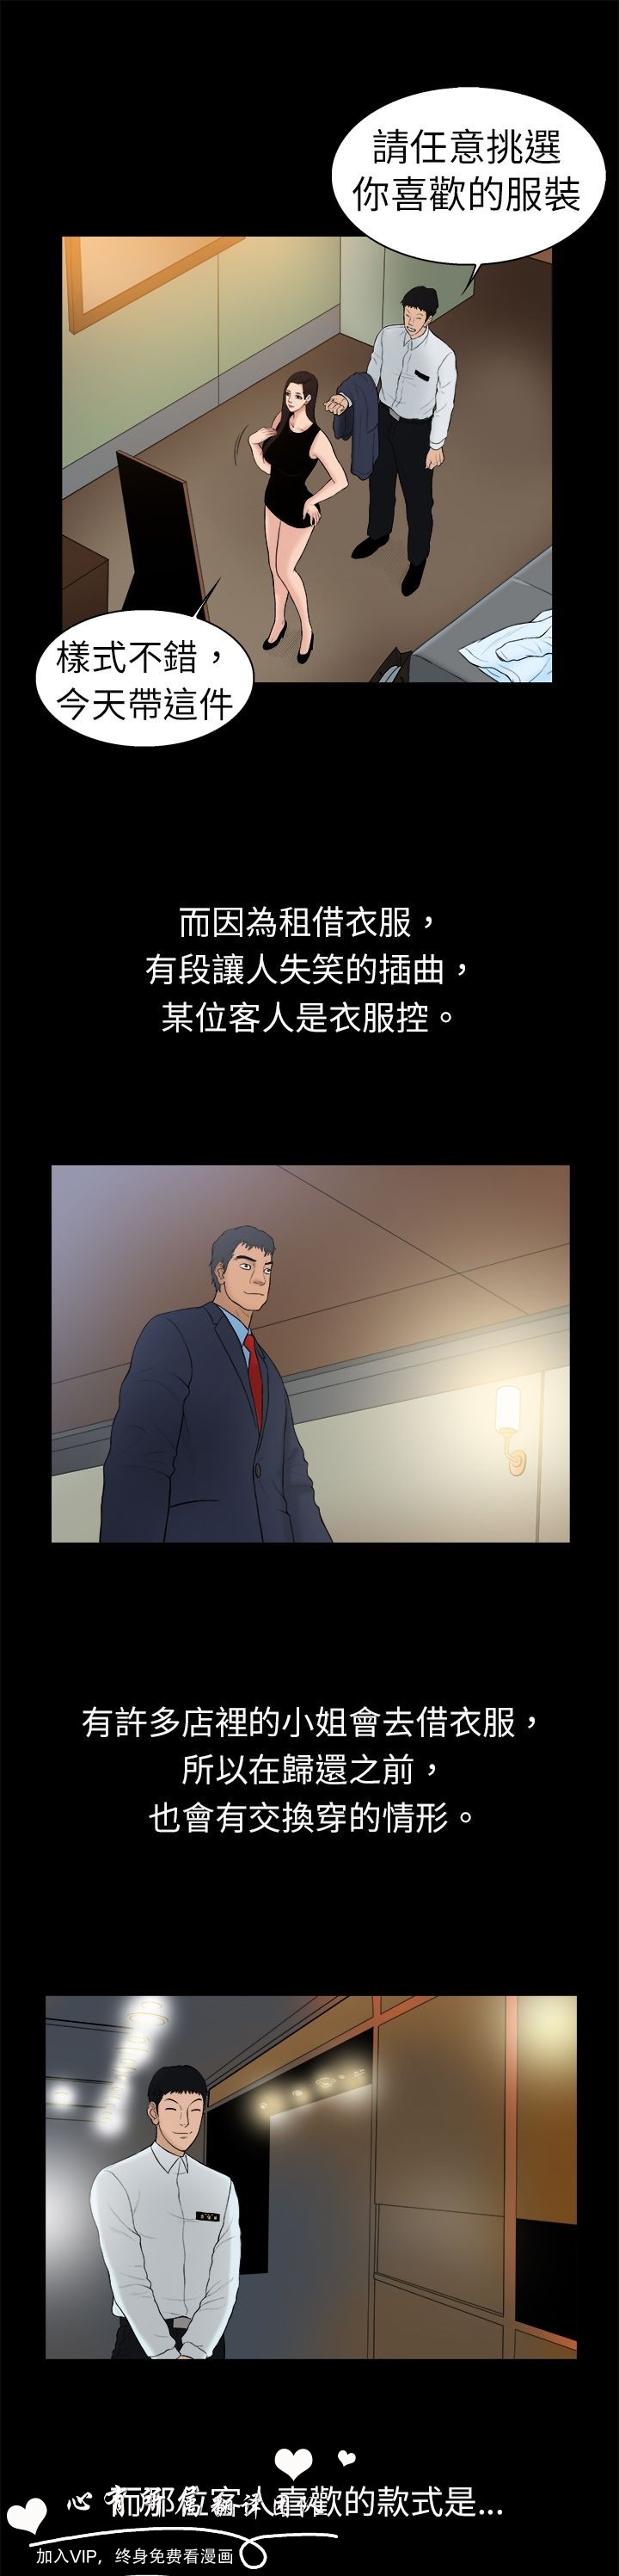 請任意挑選
你喜歡的服裝
樣式不錯，
今天帶這件
而因為租借衣服，
有段讓人失笑的插曲，
某位客人是衣服控。
有許多店裡的小姐會去借衣服，
所以在歸還之前，
也會有交換穿的情形。
而那位客人喜歡的款式是...
加入VIP，终身免费看漫画